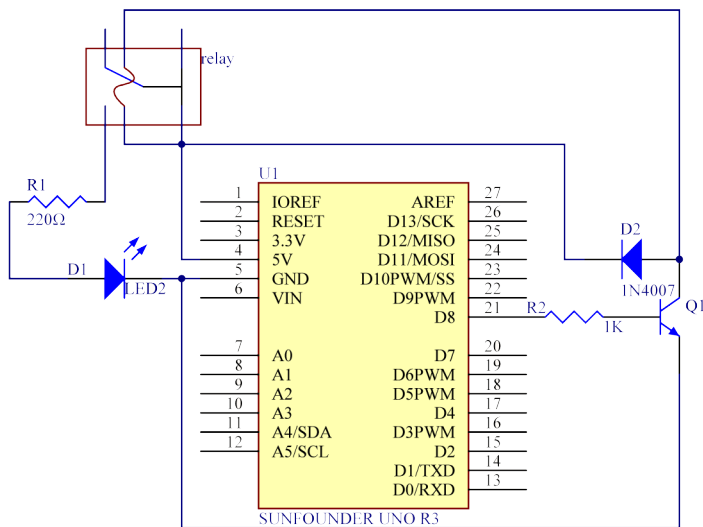 relay
U1
R1
220Ω
D1
LED2
1 IOREF AREF 27
2 RESET D13/SCK 26
3 3.3V D12/MISO 25
4 5V D11/MOSI 24
5 GND D10PWM/SS 23
6 VIN D9PWM 22
D8 21
7 A0 D7 20
8 A1 D6PWM 19
9 A2 D5PWM 18
10 A3 D4 17
11 A4/SDA D3PWM 16
12 A5/SCL D2 15
D1/TXD 14
D0/RXD 13
SUNFOUNDER UNO R3
D2
1N4007
Q1
R2
1K